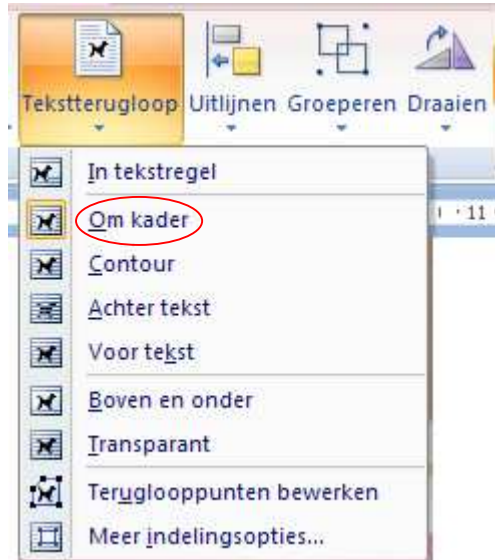 Tekstterugloop Uitlijnen Groeperen Draaien
In tekstregel
Om kader
11
Contour
Achter tekst
Voor tekst
Boven en onder
Transparant
Teruglooppunten bewerken
Meer indelingsopties...